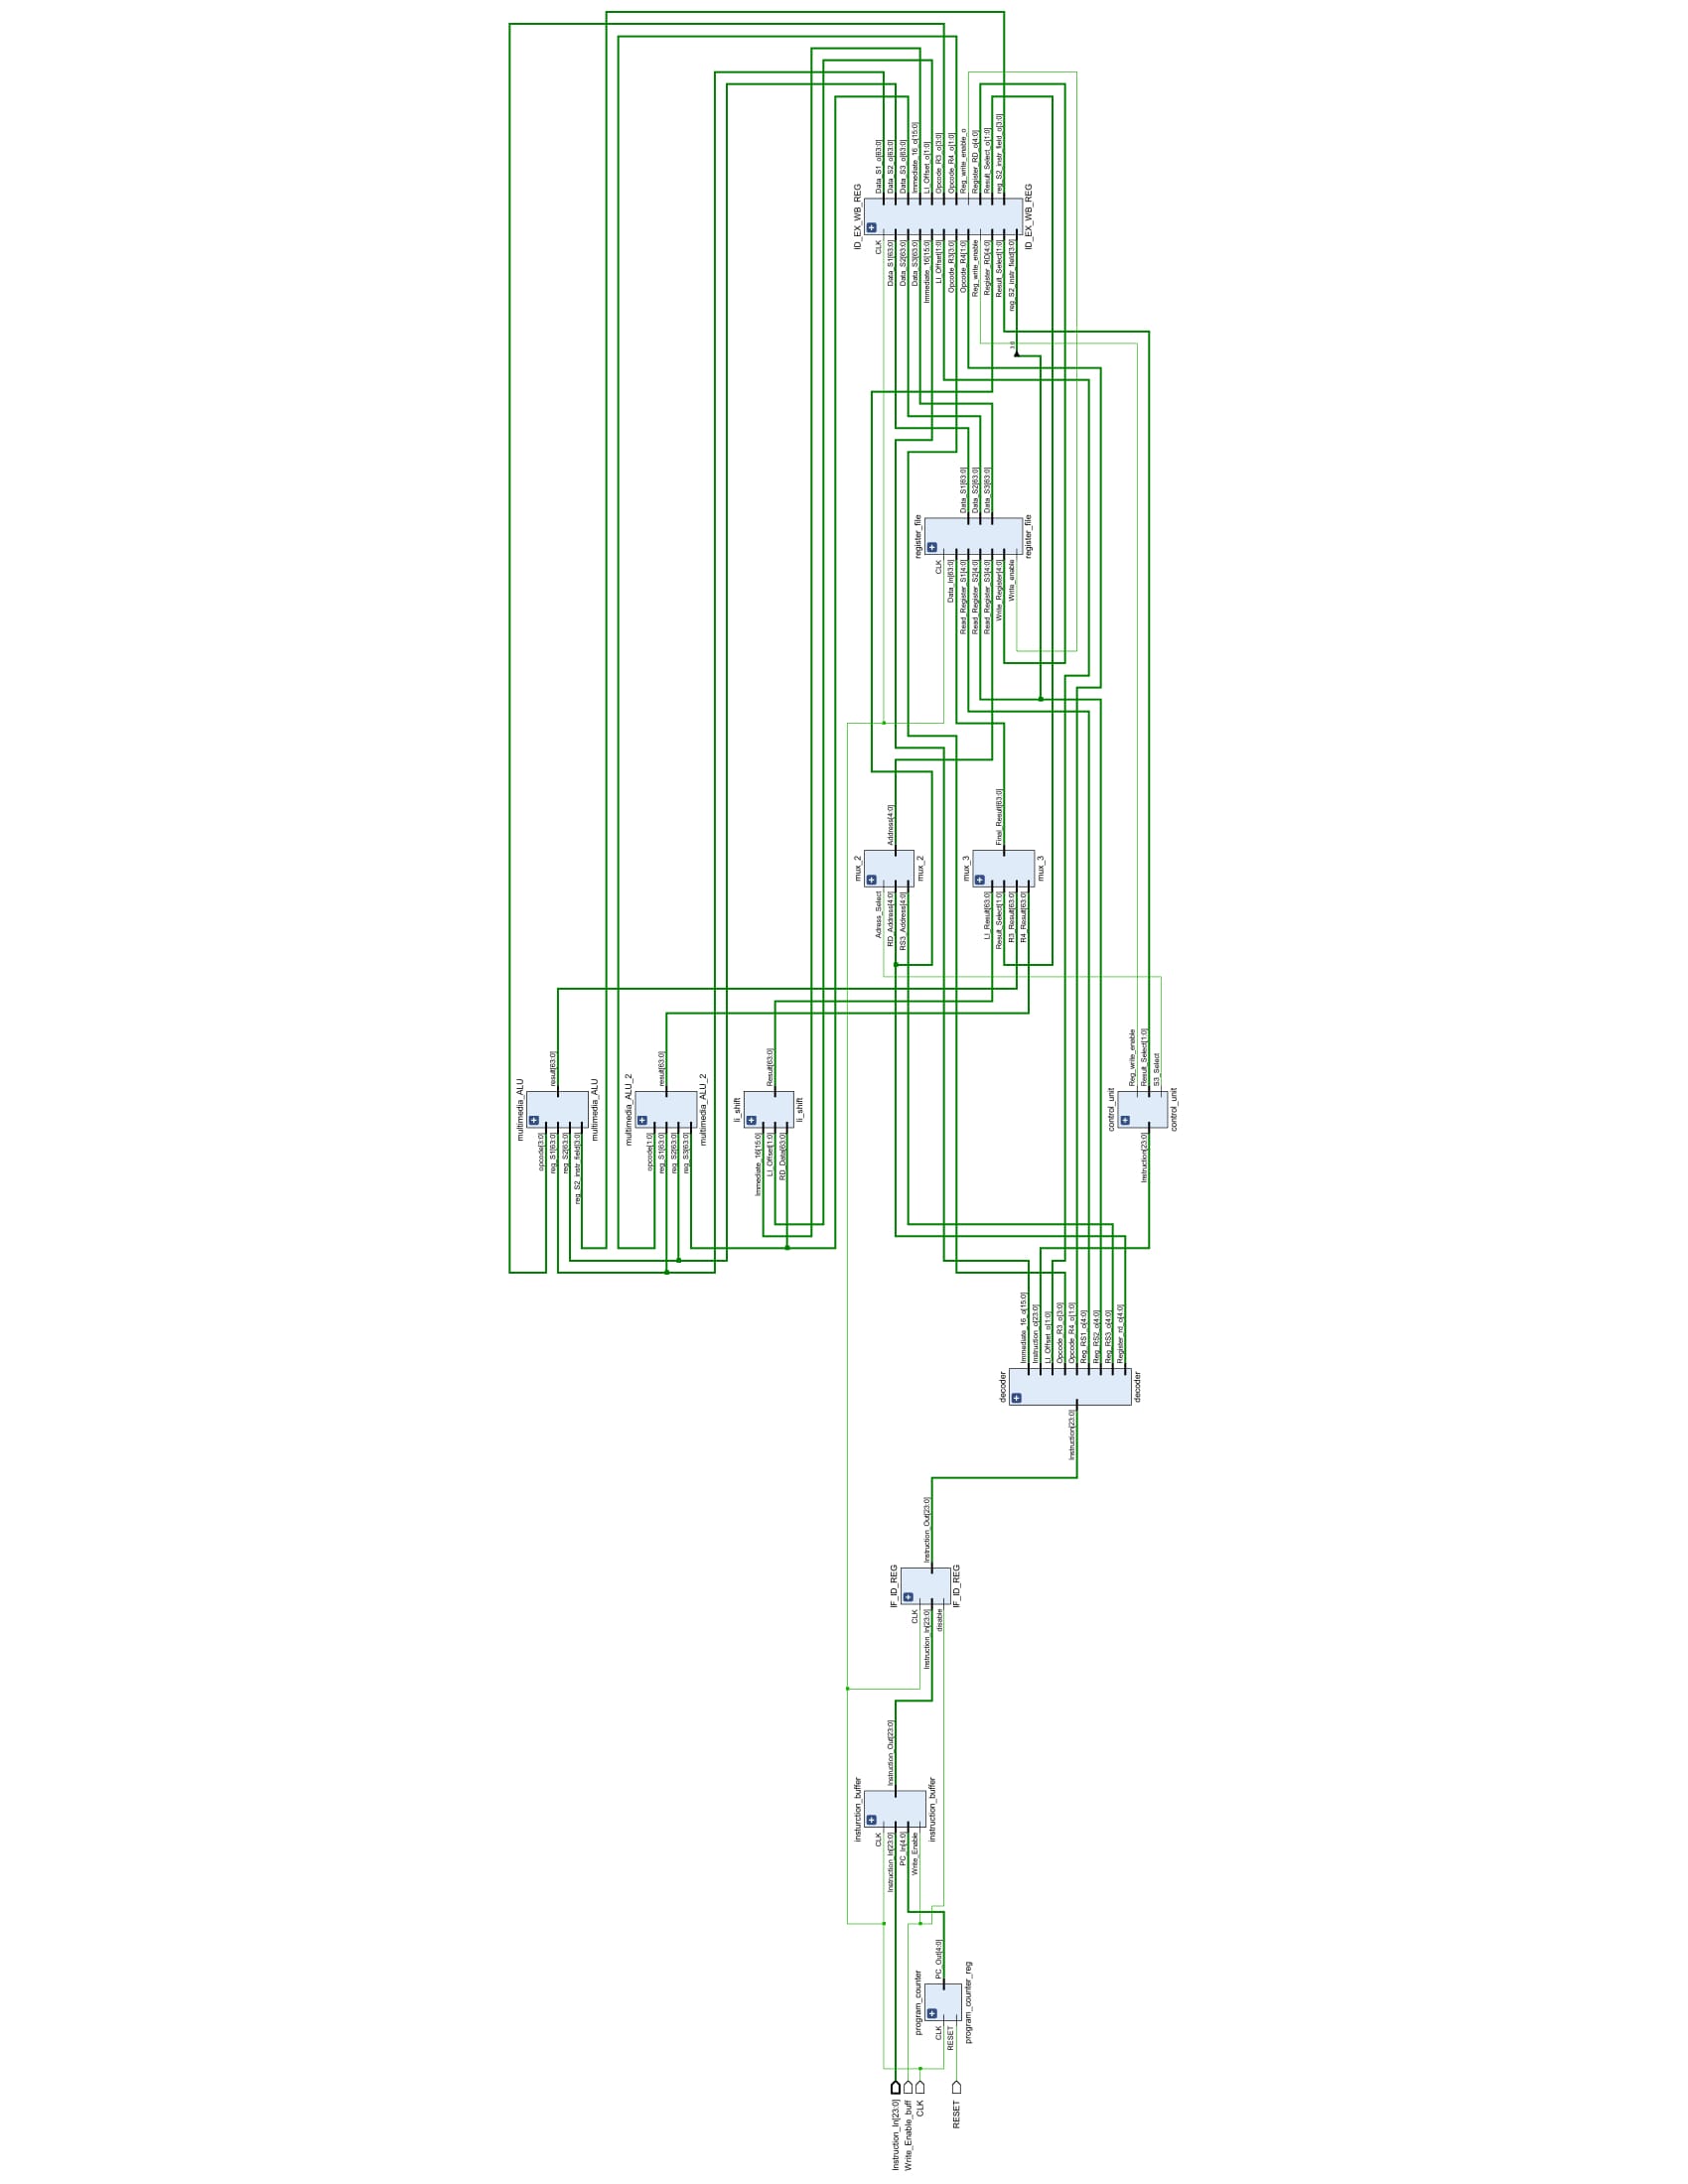 multimedia_ALU
opcode[3:0]
reg_S1[63:0]
reg_S2[63:0]
reg_S2_instr_field[3:0]
result[63:0]
multimedia_ALU
multimedia_ALU_2
opcode[1:0]
reg_S1[63:0]
reg_S2[63:0]
reg_S3[63:0]
result[63:0]
multimedia_ALU_2
li_shift
Immediate_16[15:0]
LI_Offset[1:0]
RD_Data[63:0]
Result[63:0]
li_shift
Instruction_In[23:0]
Write_Enable_buff
CLK
RESET
program_counter
CLK
RESET
PC_Out[4:0]
program_counter_reg
insturction_buffer
CLK
Instruction_In[23:0]
PC_In[4:0]
Write_Enable
Instruction_Out[23:0]
instruction_buffer
IF_ID_REG
CLK
Instruction_In[23:0]
disable
Instruction_Out[23:0]
IF_ID_REG
decoder
Instruction[23:0]
Immediate_16_o[15:0]
Instruction_o[23:0]
LI_Offset_o[1:0]
Opcode_R3_o[3:0]
Opcode_R4_o[1:0]
Reg_RS1_o[4:0]
Reg_RS2_o[4:0]
Reg_RS3_o[4:0]
Register_rd_o[4:0]
decoder
control_unit
Instruction[23:0]
Reg_write_enable
Result_Select[1:0]
S3_Select
control_unit
mux_2
Adress_Select
RD_Address[4:0]
RS3_Address[4:0]
Address[4:0]
mux_2
mux_3
LI_Result[63:0]
Result_Select[1:0]
R3_Result[63:0]
R4_Result[63:0]
Final_Result[63:0]
mux_3
register_file
CLK
Data_In[63:0]
Read_Register_S1[4:0]
Read_Register_S2[4:0]
Read_Register_S3[4:0]
Write_Register[4:0]
Write_enable
Data_S1[63:0]
Data_S2[63:0]
Data_S3[63:0]
register_file
ID_EX_WB_REG
CLK
Data_S1[63:0]
Data_S2[63:0]
Data_S3[63:0]
Immediate_16[15:0]
LI_Offset[1:0]
Opcode_R3[3:0]
Opcode_R4[1:0]
Reg_write_enable
Register_RD[4:0]
Result_Select[1:0]
3:0
reg_S2_instr_field[3:0]
Data_S1_o[63:0]
Data_S2_o[63:0]
Data_S3_o[63:0]
Immediate_16_o[15:0]
LI_Offset_o[1:0]
Opcode_R3_o[3:0]
Opcode_R4_o[1:0]
Reg_write_enable_o
Register_RD_o[4:0]
Result_Select_o[1:0]
reg_S2_instr_field_o[3:0]
ID_EX_WB_REG